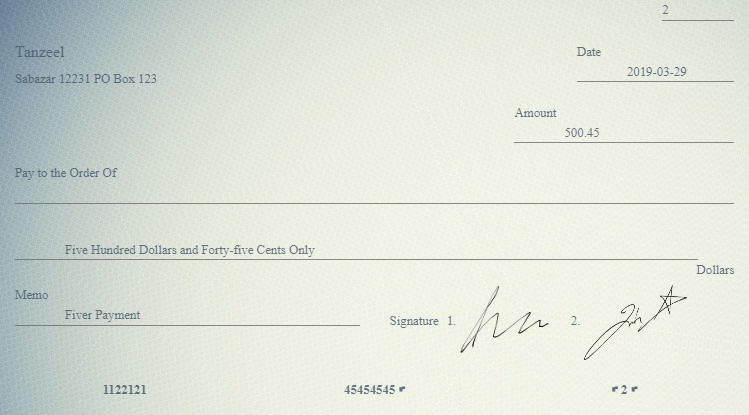 2
Tanzeel
Date
Sabazar 12231 PO Box 123
2019-03-29
Amount
500.45
Pay to the Order Of
Five Hundred Dollars and Forty-five Cents Only
Dollars
Memo
Fiver Payment
Signature 1. 2.
1122121 45454545 ⑈ ⑈ 2 ⑈